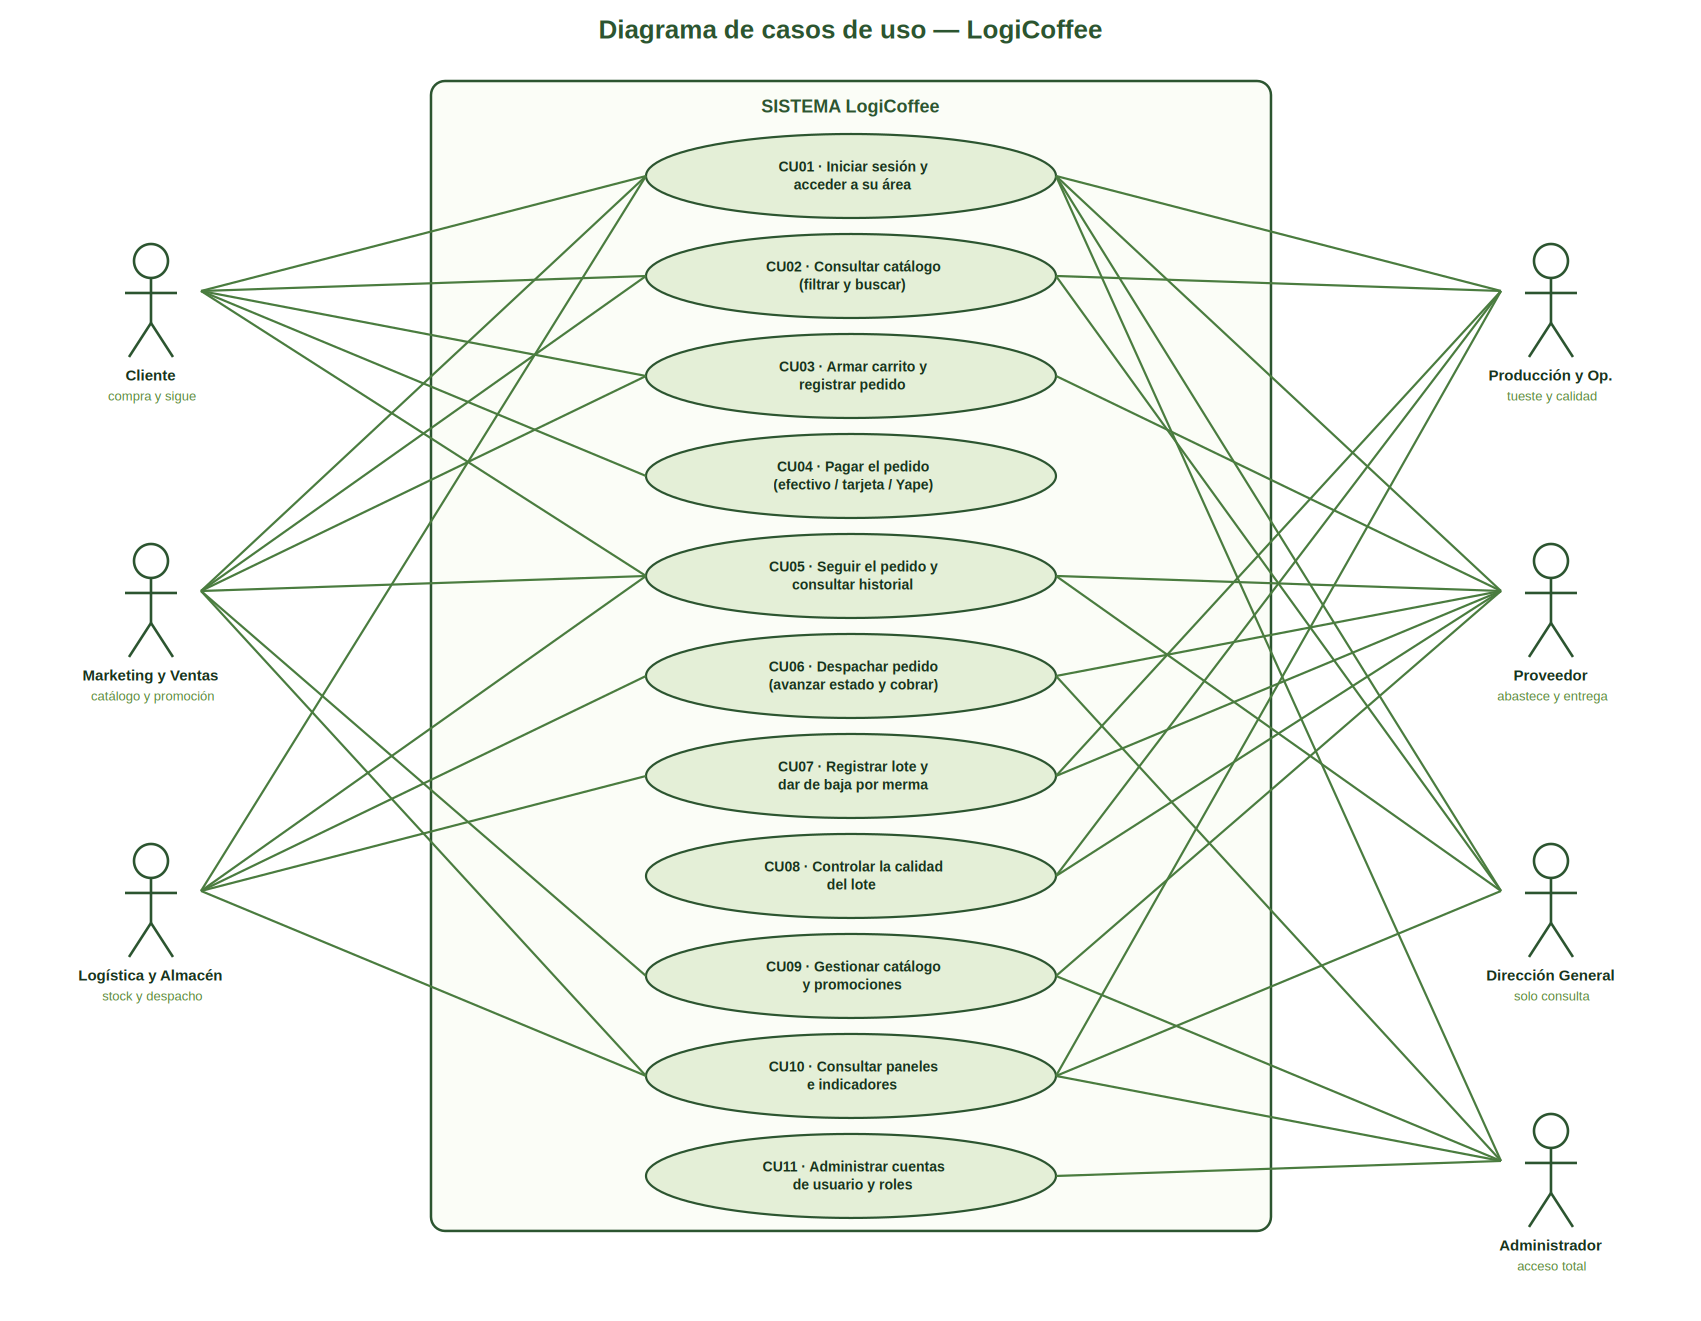 Diagrama de casos de uso — LogiCoffee
SISTEMA LogiCoffee
CU01 · Iniciar sesión y
acceder a su área
CU02 · Consultar catálogo
(filtrar y buscar)
CU03 · Armar carrito y
registrar pedido
CU04 · Pagar el pedido
(efectivo / tarjeta / Yape)
CU05 · Seguir el pedido y
consultar historial
CU06 · Despachar pedido
(avanzar estado y cobrar)
CU07 · Registrar lote y
dar de baja por merma
CU08 · Controlar la calidad
del lote
CU09 · Gestionar catálogo
y promociones
CU10 · Consultar paneles
e indicadores
CU11 · Administrar cuentas
de usuario y roles
Cliente
compra y sigue
Marketing y Ventas
catálogo y promoción
Logística y Almacén
stock y despacho
Producción y Op.
tueste y calidad
Proveedor
abastece y entrega
Dirección General
solo consulta
Administrador
acceso total